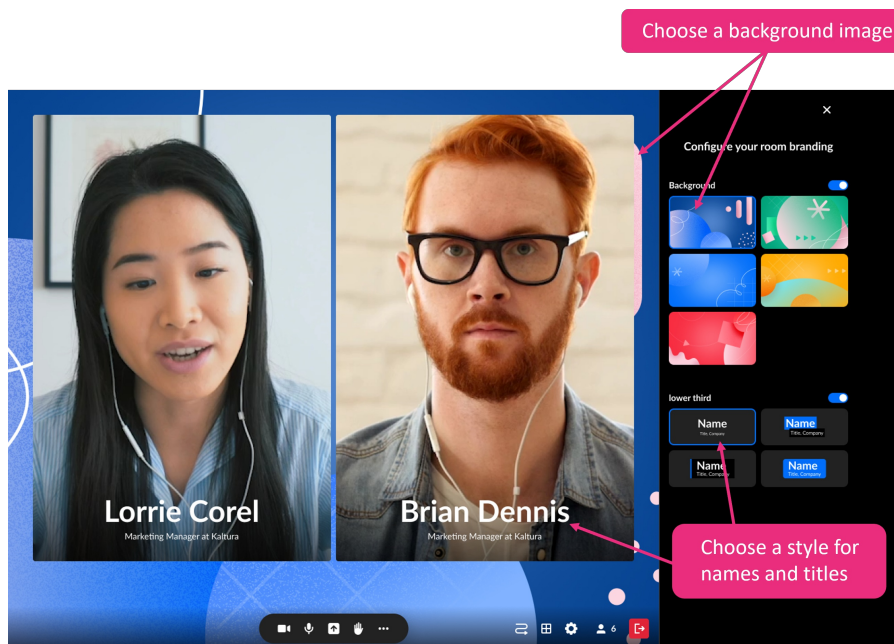 Choose a background image
Configure your room branding
Background
lower third
Name
Title, Company
Name
Title, Company
Name
Title, Company
Name
Title, Company
Lorrie Corel
Marketing Manager at Kaltura
Brian Dennis
Marketing Manager at Kaltura
Choose a style for
names and titles
6